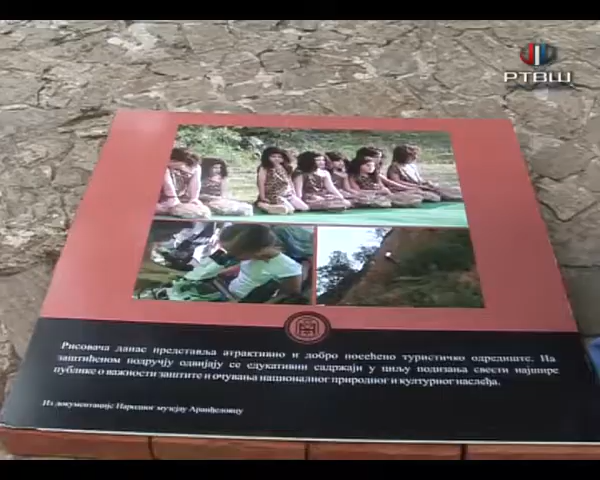 РТВШ
Рисовача данас представља атрактивно и добро посећено туристичко одредиште. На
заштићеном подручју одвијају се едукативни садржаји у циљу подизања свести најшире
публике о важности заштите и очувања националног природног и културног наслеђа.
Из документације Народног музеја у Аранђеловцу